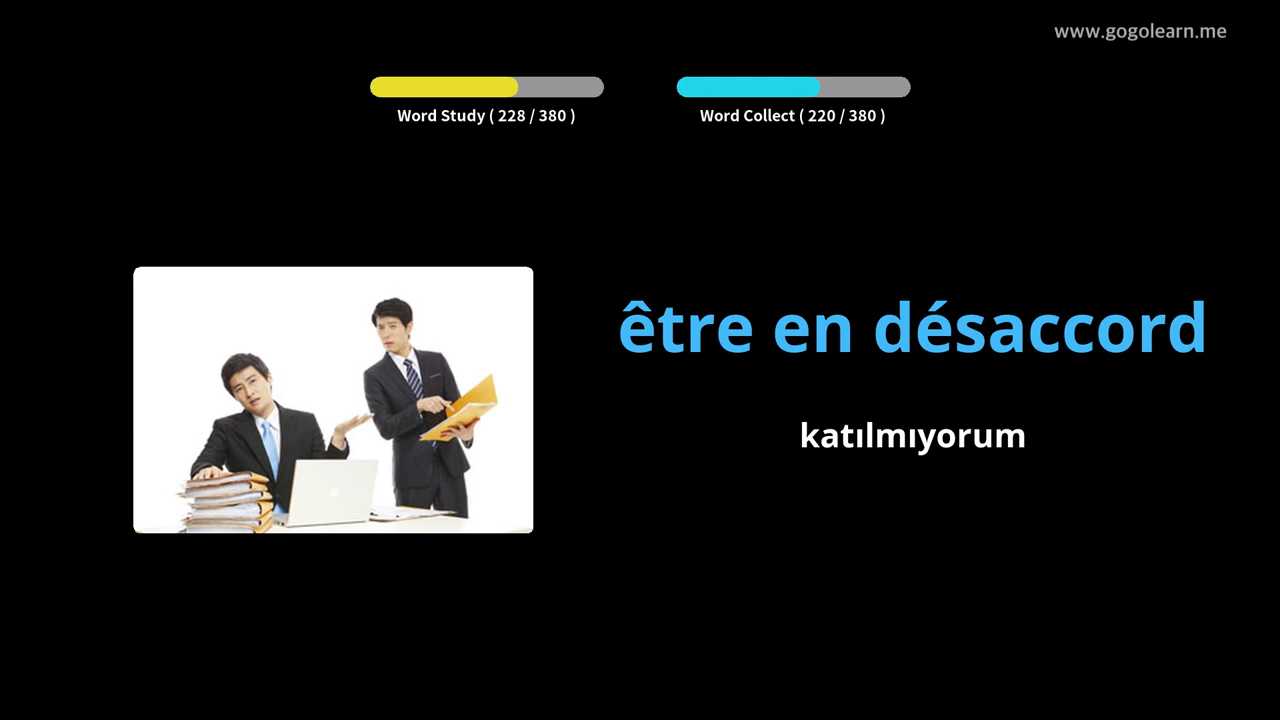 www.gogolearn.me
Word Study ( 228 / 380 )
Word Collect ( 220 / 380 )
être en désaccord
katılmıyorum